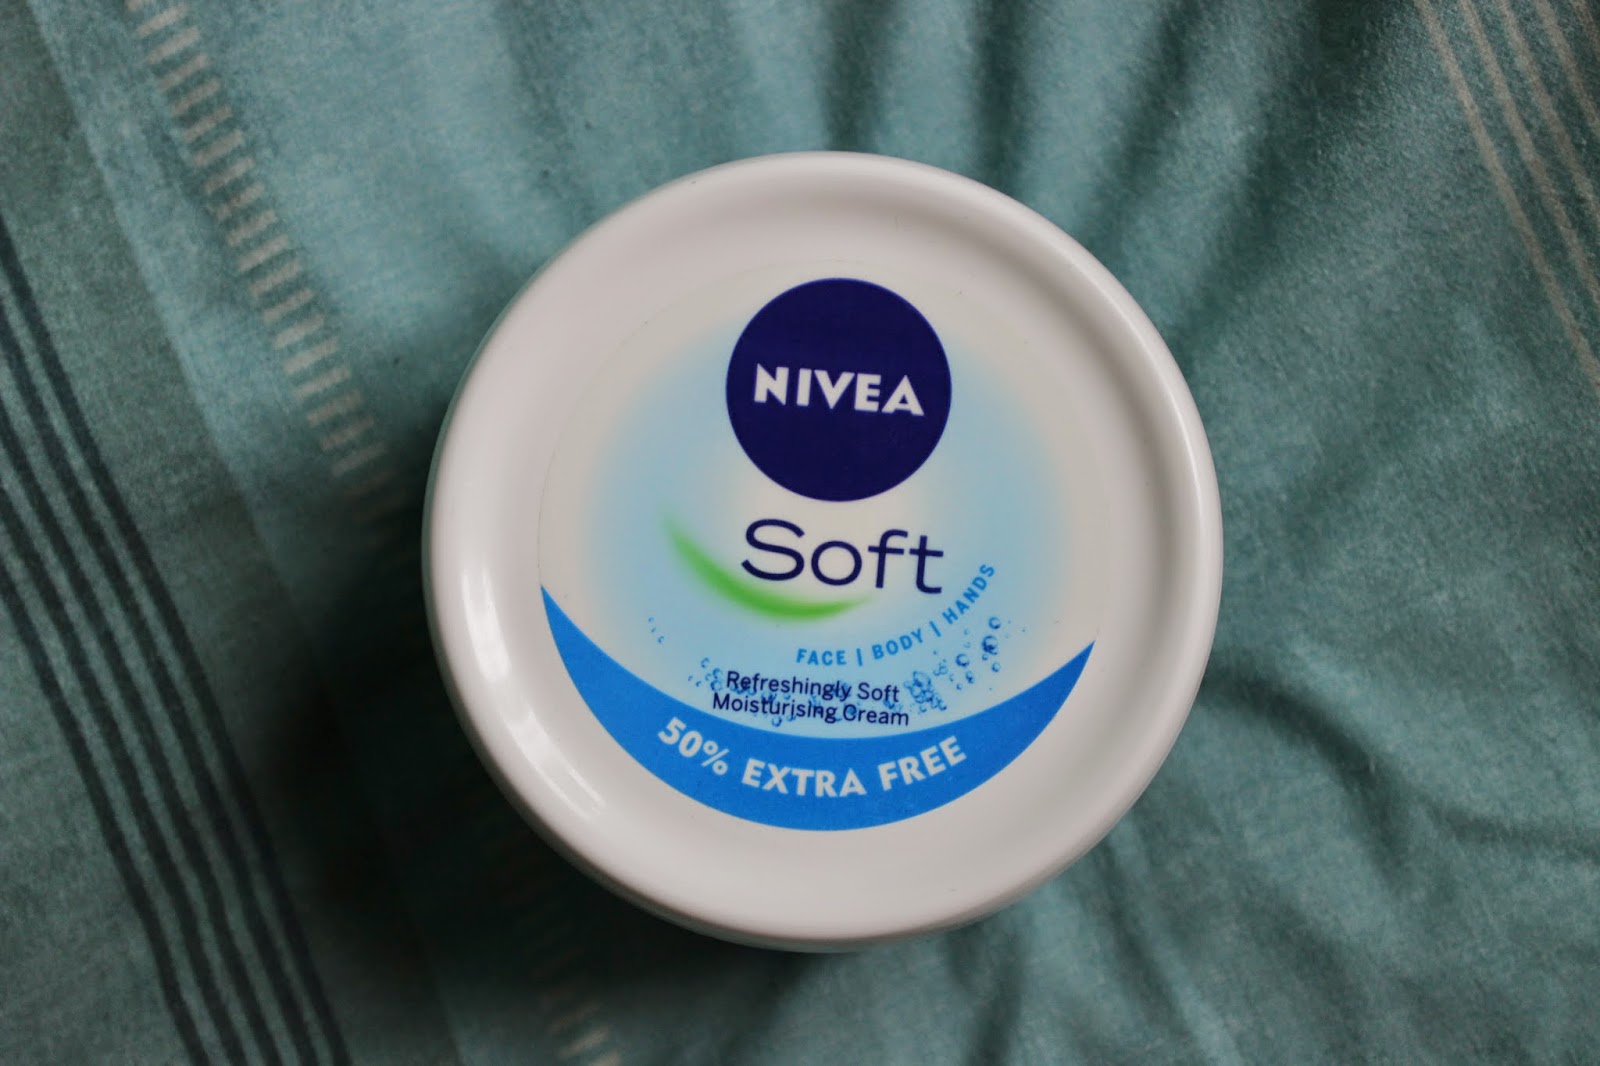 NIVEA
Soft
FACE | BODY | HANDS
Refreshingly Soft
Moisturising Cream
50% EXTRA FREE